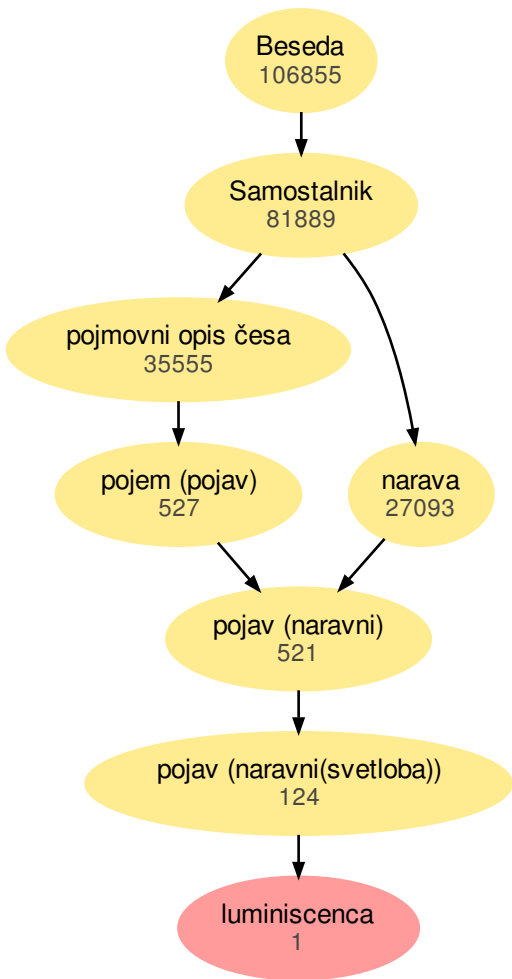 Beseda
106855
Samostalnik
81889
pojmovni opis česa
35555
pojem (pojav)
527
narava
27093
pojav (naravni)
521
pojav (naravni(svetloba))
124
luminiscenca
1